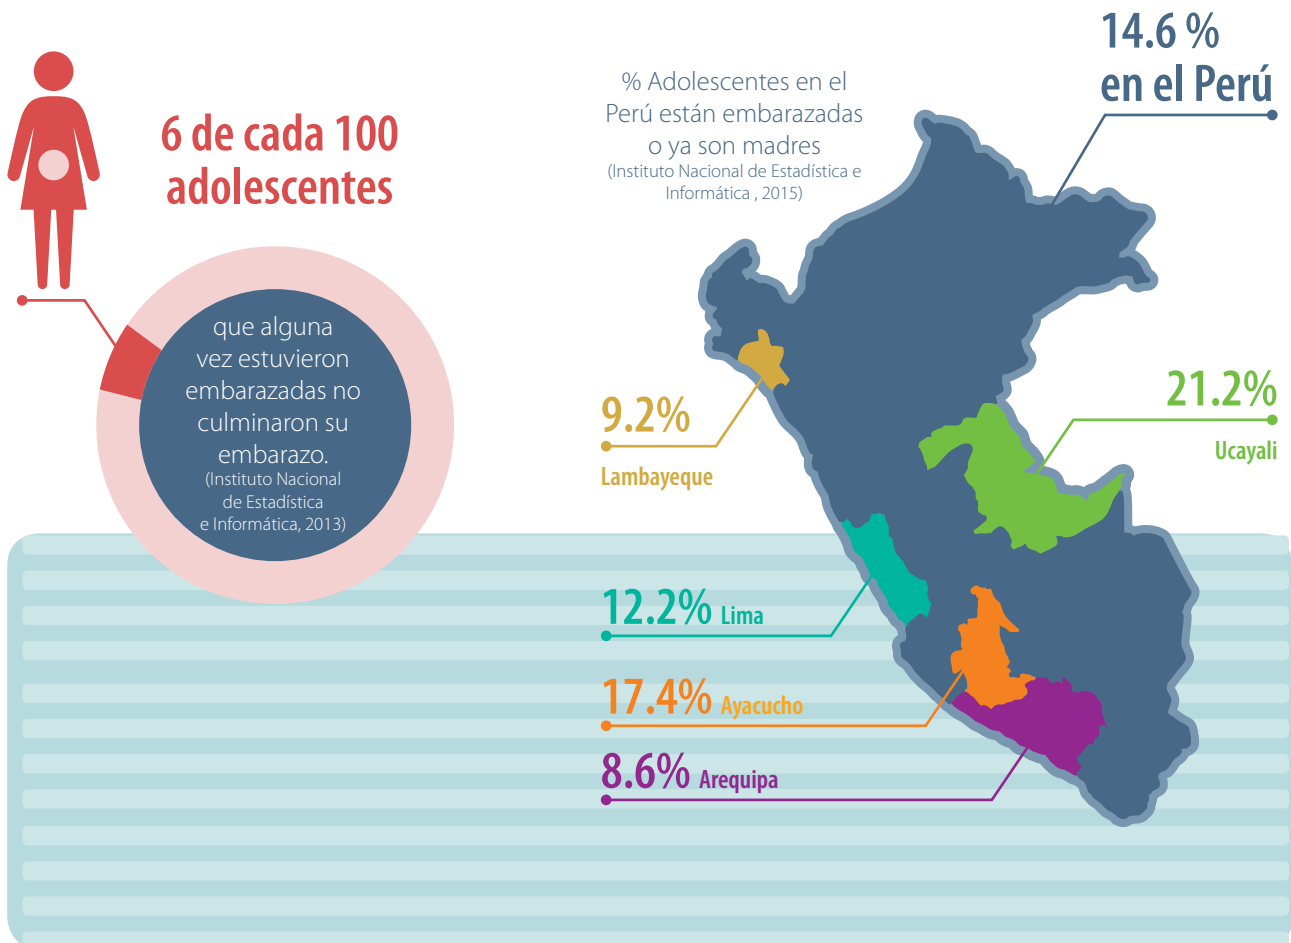 6 de cada 100
adolescentes
que alguna
vez estuvieron
embarazadas no
culminaron su
embarazo.
(Instituto Nacional
de Estadística
e Informática, 2013)
% Adolescentes en el
Perú están embarazadas
o ya son madres
(Instituto Nacional de Estadística e
Informática , 2015)
14.6 %
en el Perú
9.2%
Lambayeque
21.2%
Ucayali
12.2% Lima
17.4% Ayacucho
8.6% Arequipa